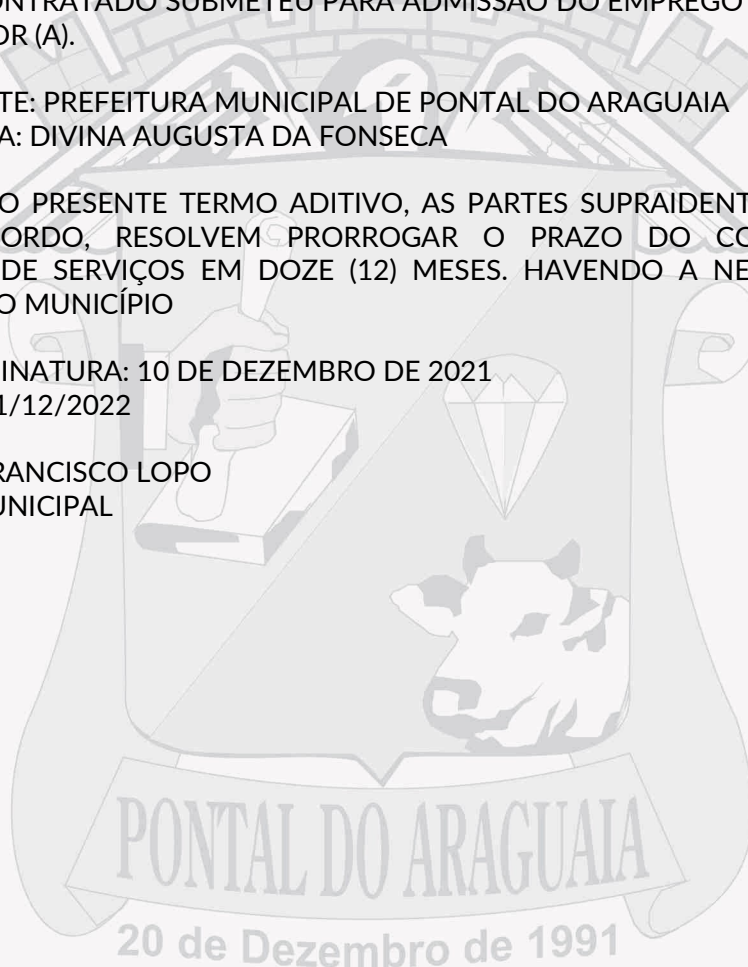 ONTRATADO SUBMETEU PARA ADMISSÃO DO EMPREGO
OR (A).
TE: PREFEITURA MUNICIPAL DE PONTAL DO ARAGUAIA
A: DIVINA AUGUSTA DA FONSECA
O PRESENTE TERMO ADITIVO, AS PARTES SUPRAIDENT
ORDO, RESOLVEM PRORROGAR O PRAZO DO CO
DE SERVIÇOS EM DOZE (12) MESES. HAVENDO A NE
O MUNICÍPIO
INATURA: 10 DE DEZEMBRO DE 2021
1/12/2022
RANCISCO LOPO
UNICIPAL
PONTAL DO ARAGUAIA
20 de Dezembro de 1991